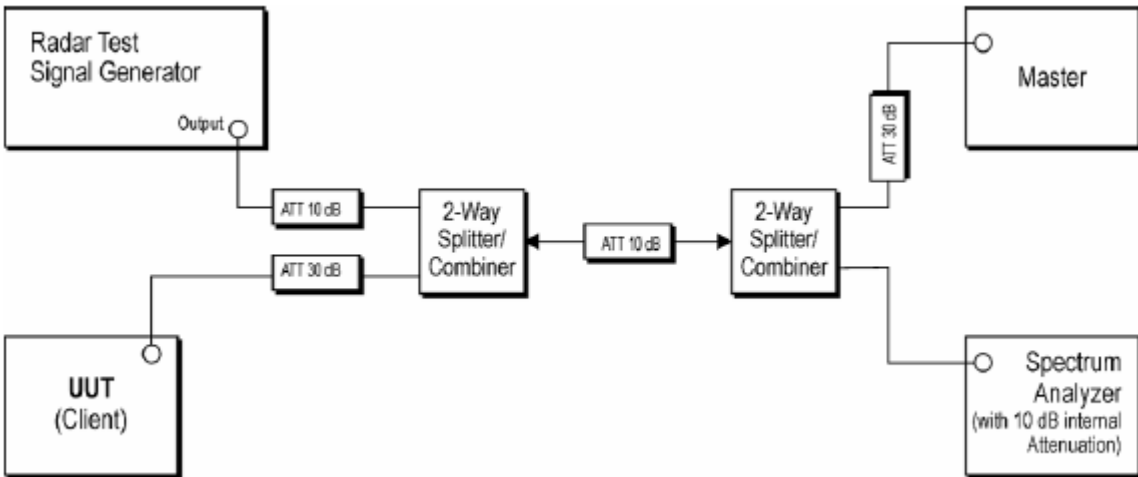 Radar Test
Signal Generator
Output
ATT 10 dB
ATT 30 dB
UUT
(Client)
2-Way
Splitter/
Combiner
ATT 10 dB
2-Way
Splitter/
Combiner
ATT 30 dB
Master
Spectrum
Analyzer
(with 10 dB internal
Attenuation)